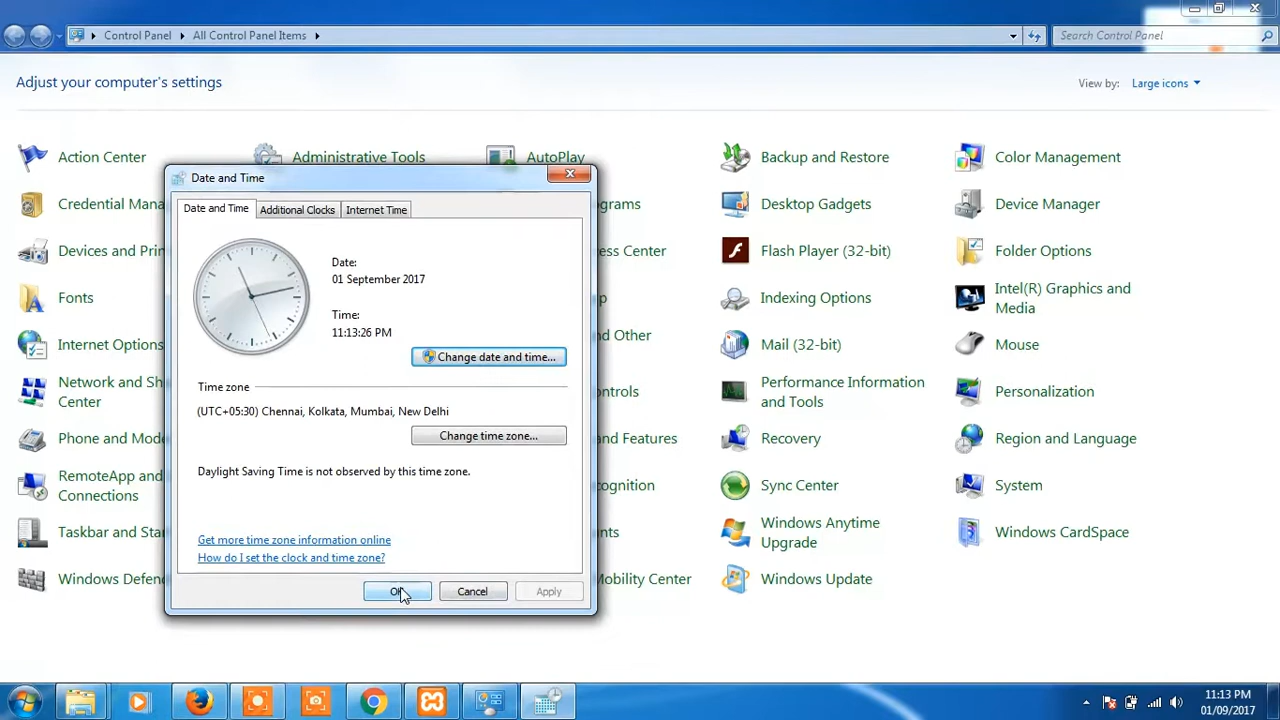 Control Panel
All Control Panel Items
Search Control Panel
Adjust your computer's settings
View by:
Large icons
Action Center
Administrative Tools
AutoPlay
Backup and Restore
Color Management
Credential Mana
grams
Desktop Gadgets
Device Manager
Devices and Prin
ess Center
Flash Player (32-bit)
Folder Options
Fonts
Indexing Options
Intel(R) Graphics and
Media
Internet Options
and Other
Mail (32-bit)
Mouse
Network and Sh
Center
ontrols
Performance Information
and Tools
Personalization
Phone and Mode
and Features
Recovery
Region and Language
RemoteApp and
Connections
cognition
Sync Center
System
Taskbar and Star
nts
Windows Anytime
Upgrade
Windows CardSpace
Windows Defend
Mobility Center
Windows Update
Date and Time
Date and Time
Additional Clocks
Internet Time
Date:
01 September 2017
Time:
11:13:26 PM
Change date and time...
Time zone
(UTC+05:30) Chennai, Kolkata, Mumbai, New Delhi
Change time zone...
Daylight Saving Time is not observed by this time zone.
Get more time zone information online
How do I set the clock and time zone?
OK
Cancel
Apply
11:13 PM
01/09/2017